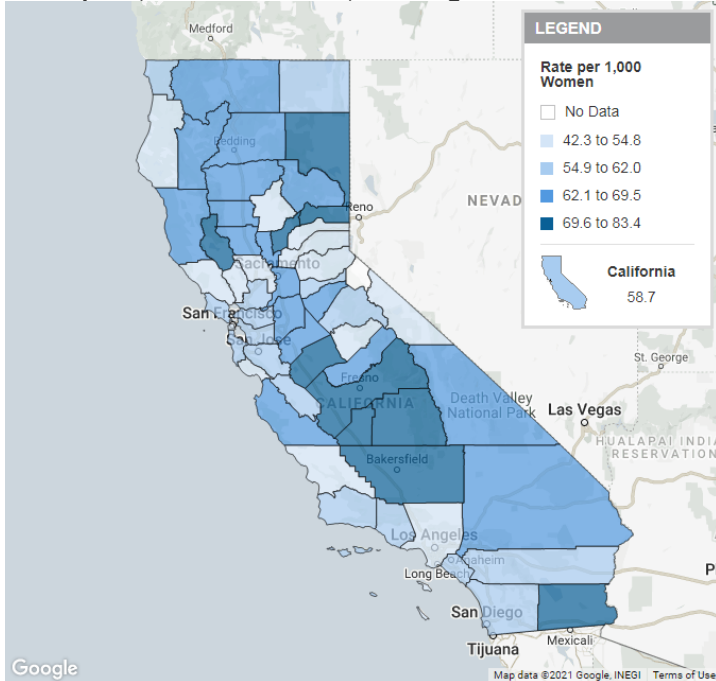 Medford
LEGEND
Rate per 1,000
Women
No Data
42.3 to 54.8
54.9 to 62.0
62.1 to 69.5
69.6 to 83.4
California
58.7
Redding
NEVAD
Reno
Sacramento
San Francisco
San Jose
St. George
Fresno
CALIFORNIA
Death Valley
National Park
Las Vegas
HUALAPAI INDI
RESERVATION
Bakersfield
Los Angeles
Anaheim
Long Beach
P
San Diego
Mexicali
Tijuana
Google
Map data ©2021 Google, INEGI
Terms of Use